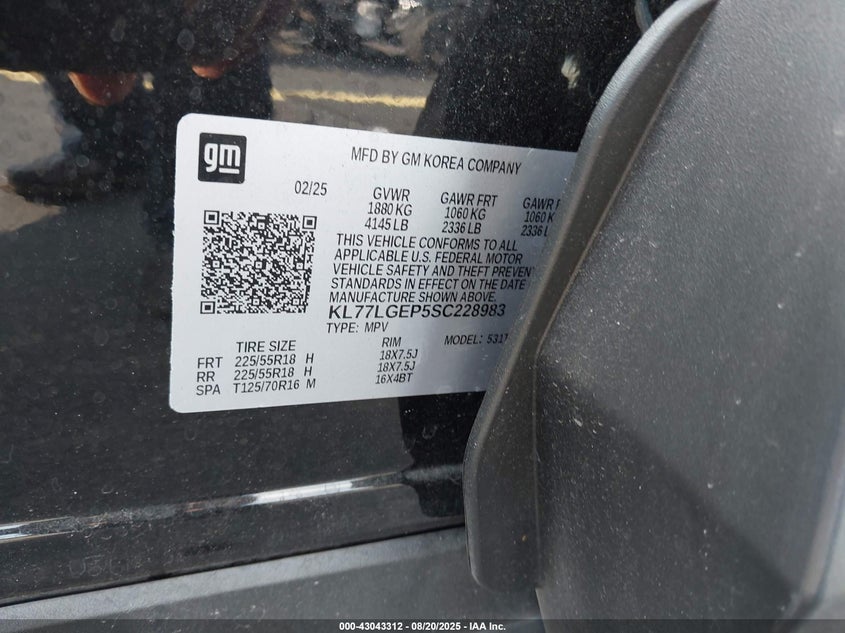 gm
MFD BY GM KOREA COMPANY
02/25
GVWR GAWR FRT GAWR
1880 KG 1060 KG 1060
4145 LB 2336 LB 2336
THIS VEHICLE CONFORMS TO ALL
APPLICABLE U.S. FEDERAL MOTOR
VEHICLE SAFETY AND THEFT PREVEN
STANDARDS IN EFFECT ON THE DATE
MANUFACTURE SHOWN ABOVE.
KL77LGEP5SC228983
TYPE: MPV MODEL:
TIRE SIZE RIM
FRT 225/55R18 H 18X7.5J
RR 225/55R18 H 18X7.5J
SPA T125/70R16 M 16X4BT
000-43043312 - 08/20/2025 - IAA Inc.